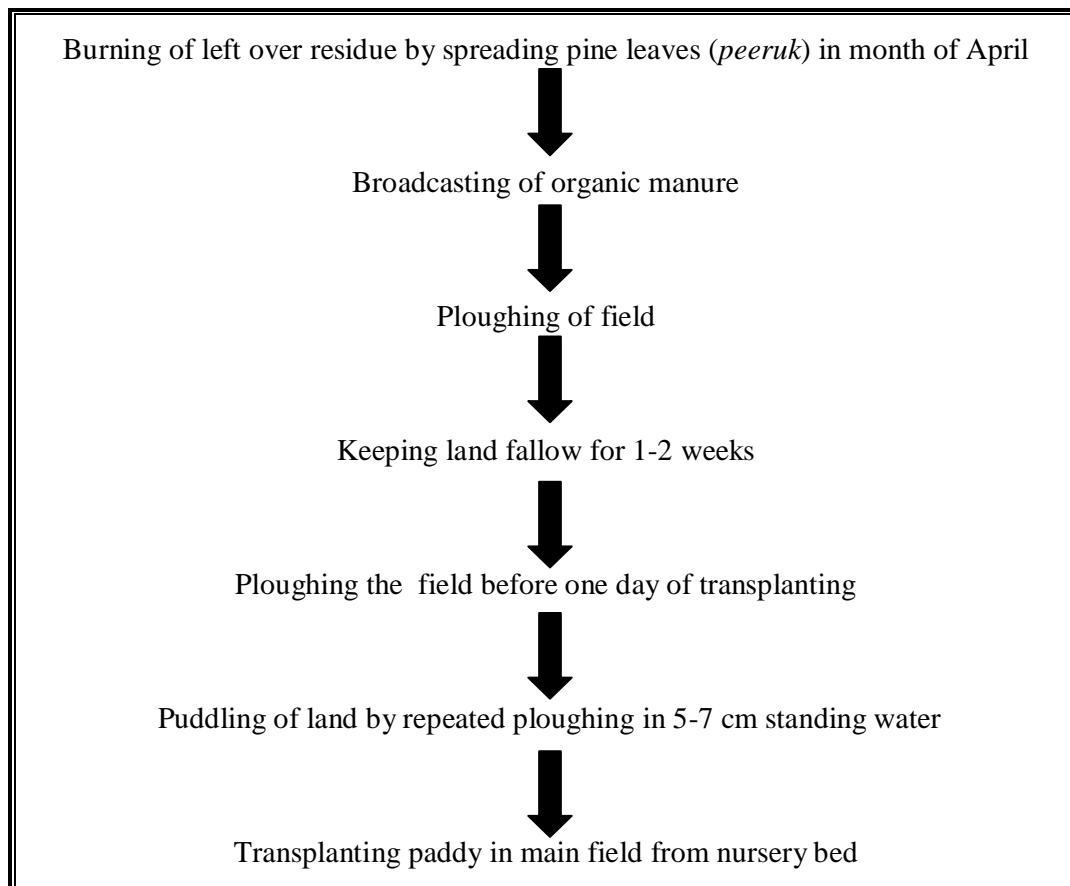 Burning of left over residue by spreading pine leaves (peeruk) in month of April
Broadcasting of organic manure
Ploughing of field
Keeping land fallow for 1-2 weeks
Ploughing the  field before one day of transplanting
Puddling of land by repeated ploughing in 5-7 cm standing water
Transplanting paddy in main field from nursery bed